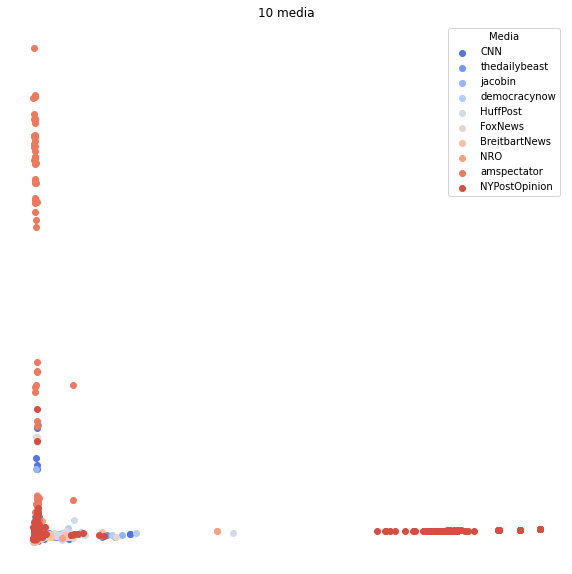 10 media
Media
CNN
thedailybeast
jacobin
democracynow
HuffPost
FoxNews
BreitbartNews
NRO
amspectator
NYPostOpinion